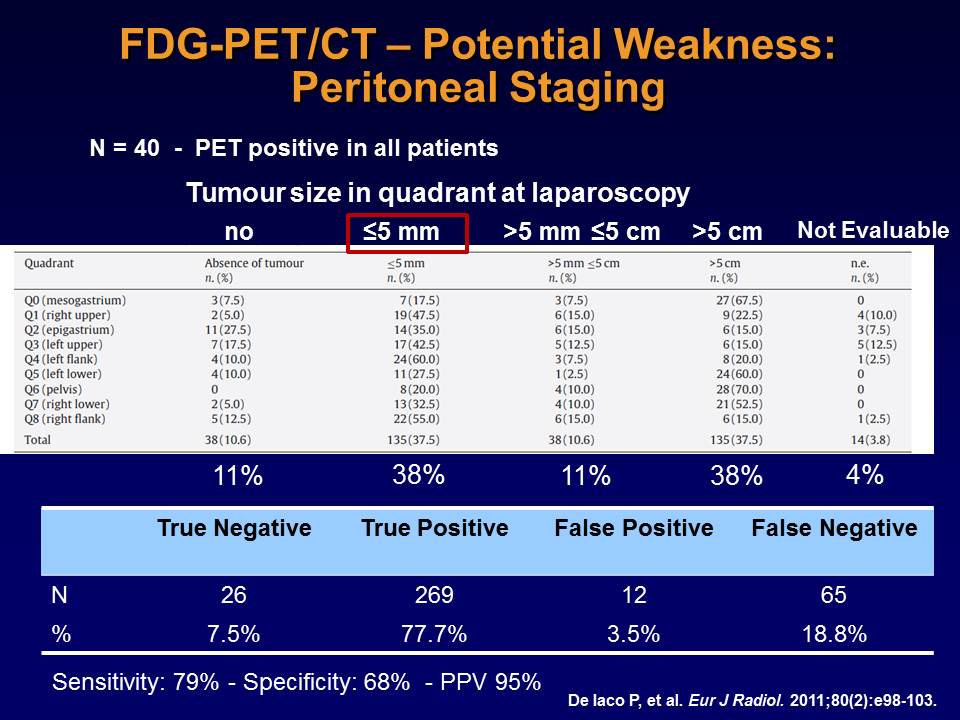 FDG-PET/CT – Potential Weakness:
Peritoneal Staging
N = 40 - PET positive in all patients
Tumour size in quadrant at laparoscopy
no ≤5 mm >5 mm ≤5 cm >5 cm Not Evaluable
Quadrant Absence of tumour ≤5 mm >5 mm ≤5 cm >5 cm n.e.
n. (%) n. (%) n. (%) n. (%) n. (%)
Q0 (mesogastrium) 3 (7.5) 7 (17.5) 3 (7.5) 27 (67.5) 0
Q1 (right upper) 2 (5.0) 19 (47.5) 6 (15.0) 9 (22.5) 4 (10.0)
Q2 (epigastrium) 11 (27.5) 14 (35.0) 6 (15.0) 6 (15.0) 3 (7.5)
Q3 (left upper) 7 (17.5) 17 (42.5) 5 (12.5) 6 (15.0) 5 (12.5)
Q4 (left flank) 4 (10.0) 24 (60.0) 3 (7.5) 8 (20.0) 1 (2.5)
Q5 (left lower) 4 (10.0) 11 (27.5) 1 (2.5) 24 (60.0) 0
Q6 (pelvis) 0 8 (20.0) 4 (10.0) 28 (70.0) 0
Q7 (right lower) 2 (5.0) 13 (32.5) 4 (10.0) 21 (52.5) 0
Q8 (right flank) 5 (12.5) 22 (55.0) 6 (15.0) 6 (15.0) 1 (2.5)
Total 38 (10.6) 135 (37.5) 38 (10.6) 135 (37.5) 14 (3.8)
11% 38% 11% 38% 4%
True Negative True Positive False Positive False Negative
N 26 269 12 65
% 7.5% 77.7% 3.5% 18.8%
Sensitivity: 79% - Specificity: 68% - PPV 95%
De Iaco P, et al. Eur J Radiol. 2011;80(2):e98-103.